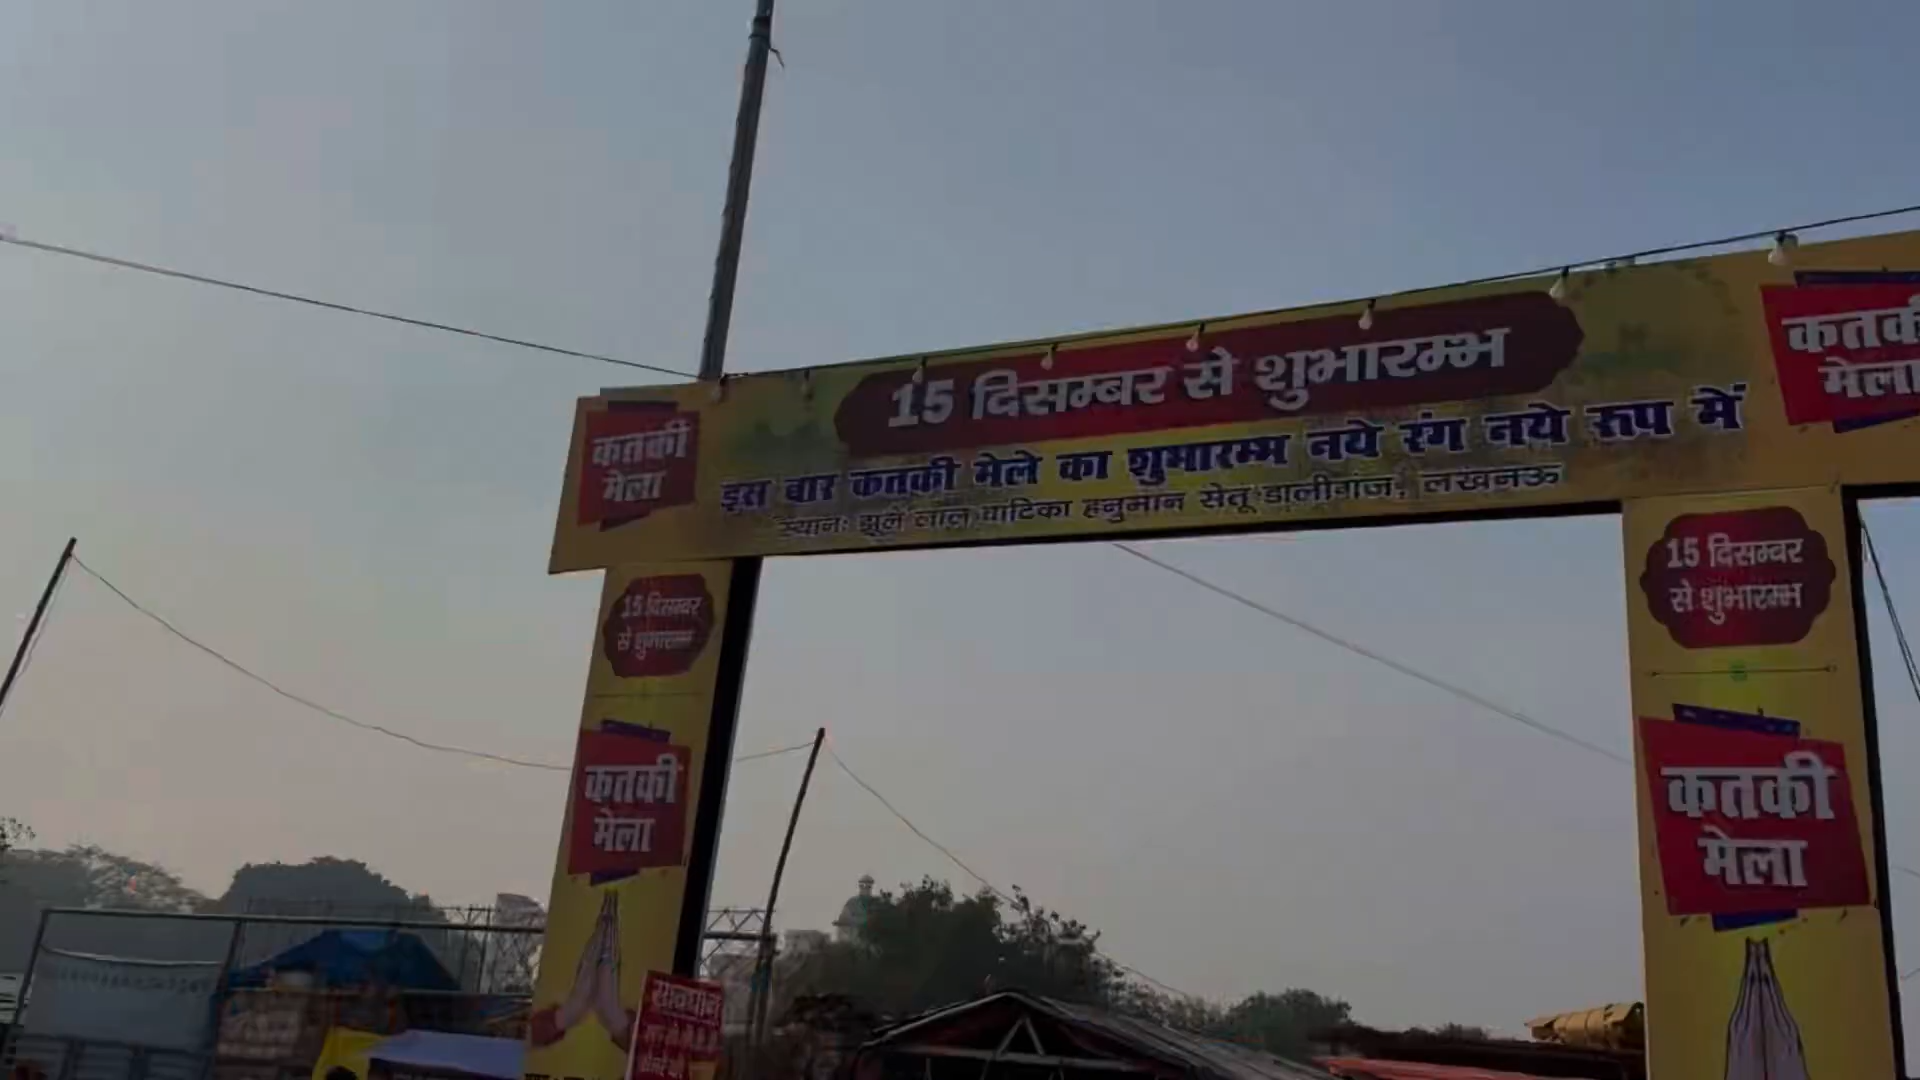 कतकी
मेला
15 दिसम्बर से शुभारम्भ
इस बार कतकी मेले का शुभारम्भ नये रंग नये रूप में
स्थानः झूले लाल वाटिका हनुमान सेतू डालीगंज, लखनऊ
कतकी
मेला
15 दिसम्बर
से शुभारम्भ
कतकी
मेला
15 दिसम्बर
से शुभारम्भ
कतकी
मेला
सावधान